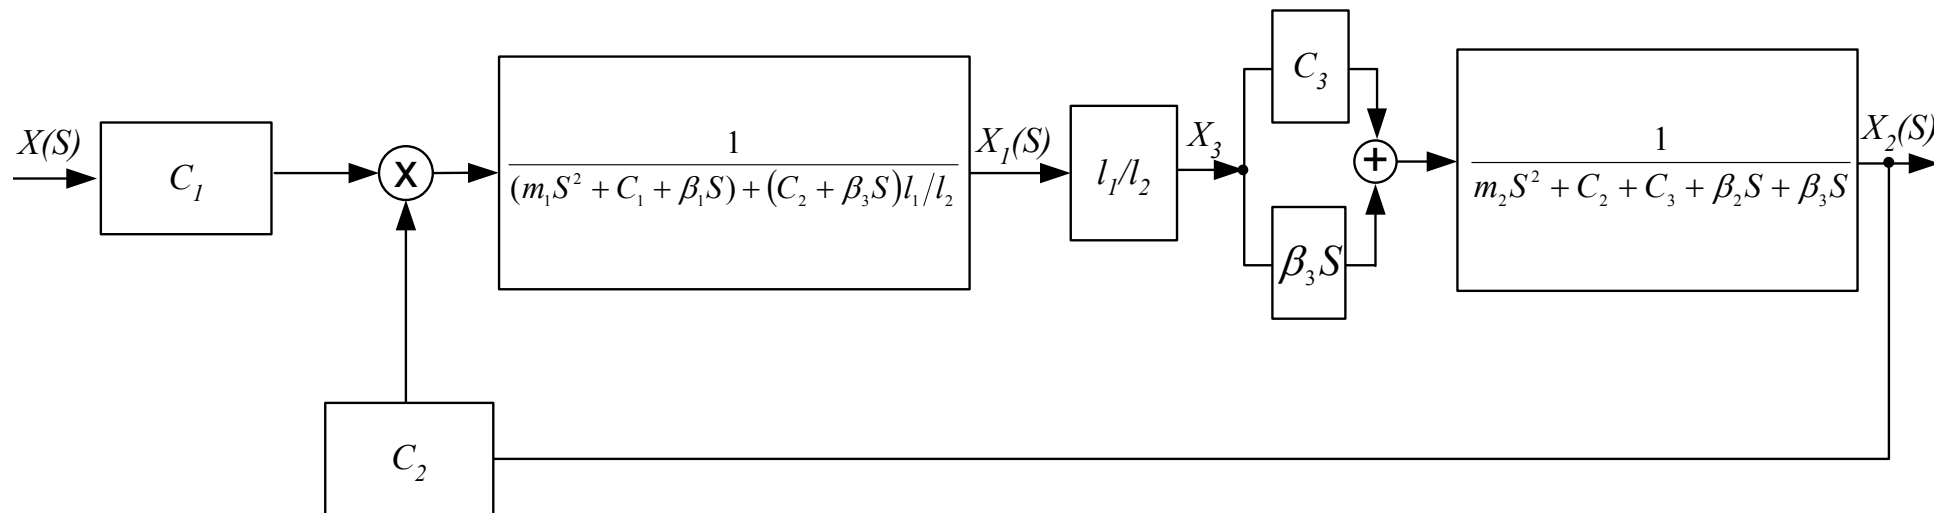 X(S)
C₁
X
1
(m₁S² + C₁ + β₁S) + (C₂ + β₃S)l₁/l₂
X₁(S)
l₁/l₂
X₃
C₃
+
β₃S
1
m₂S² + C₂ + C₃ + β₂S + β₃S
X₂(S)
C₂